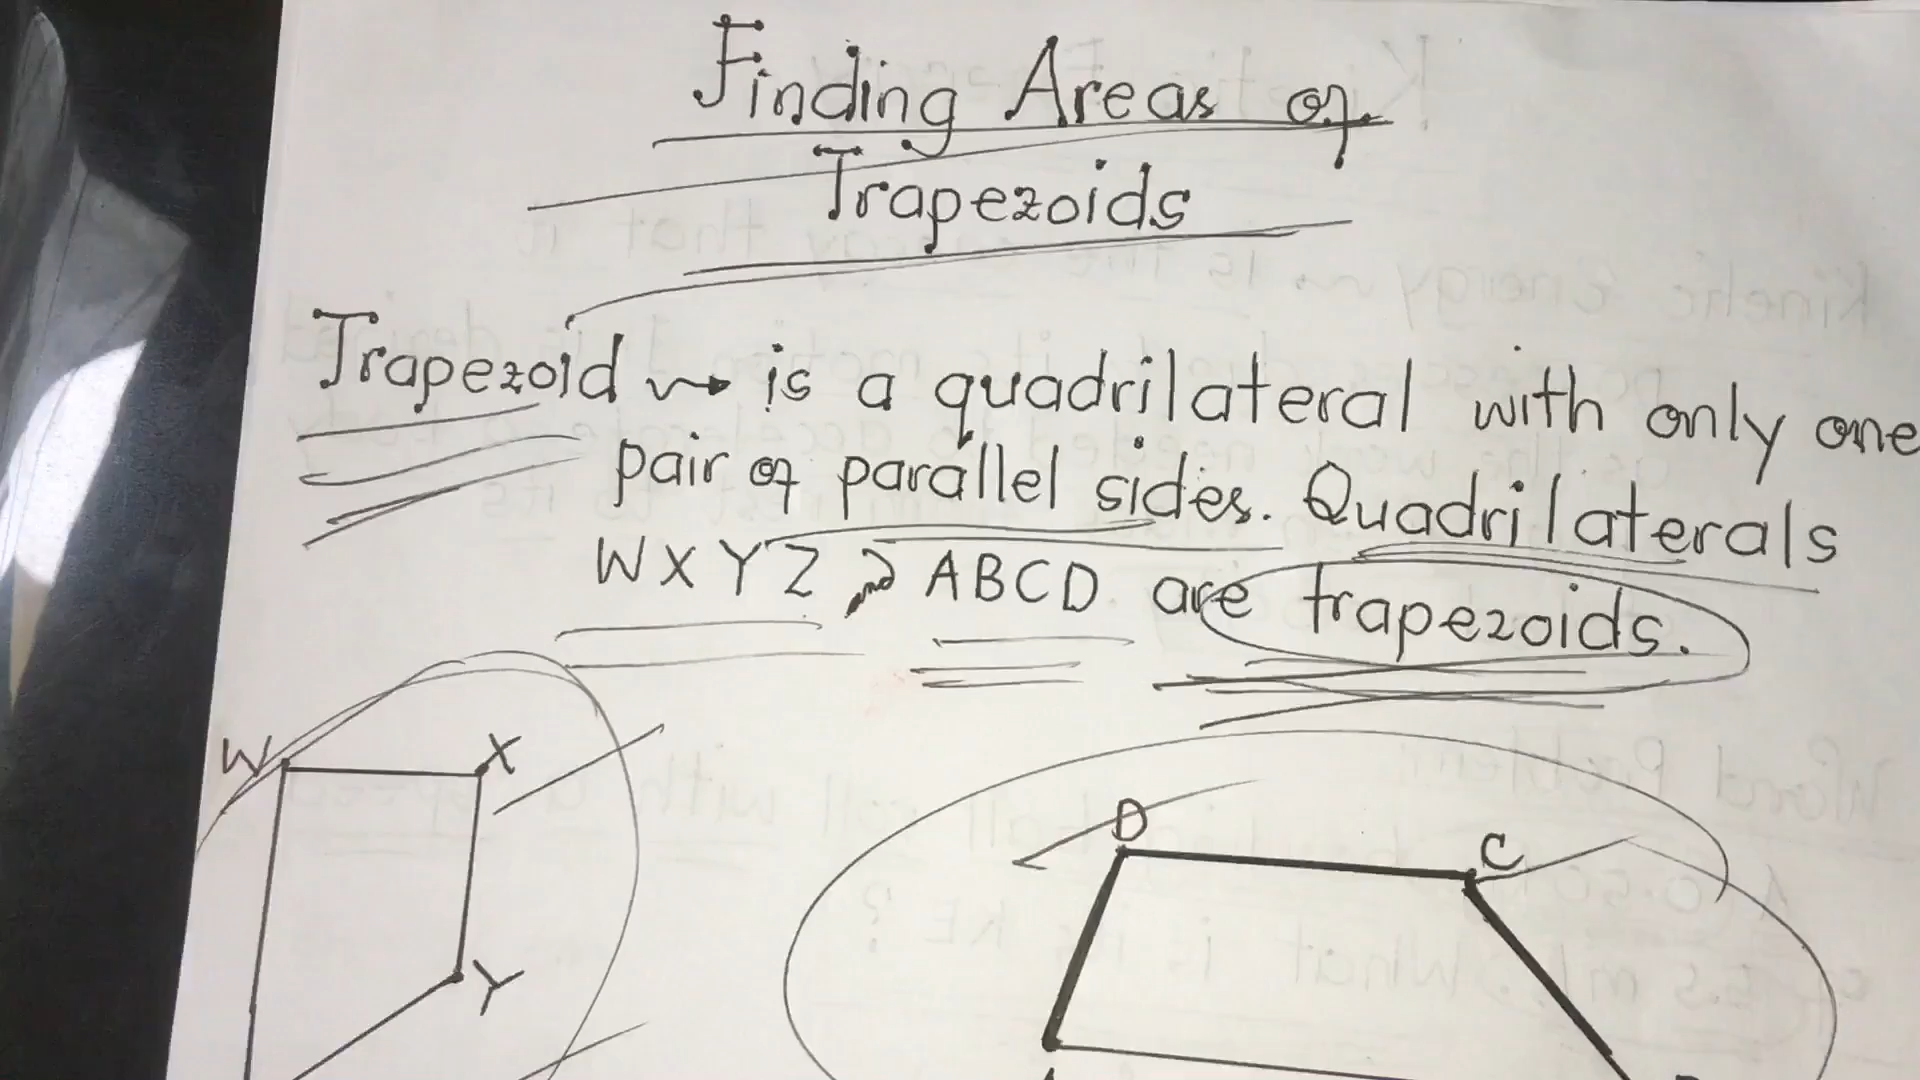 Finding Areas of
Trapezoids
Trapezoid is a quadrilateral with only one
pair of parallel sides. Quadrilaterals
WXYZ and ABCD are trapezoids.
W X
D
C
Y